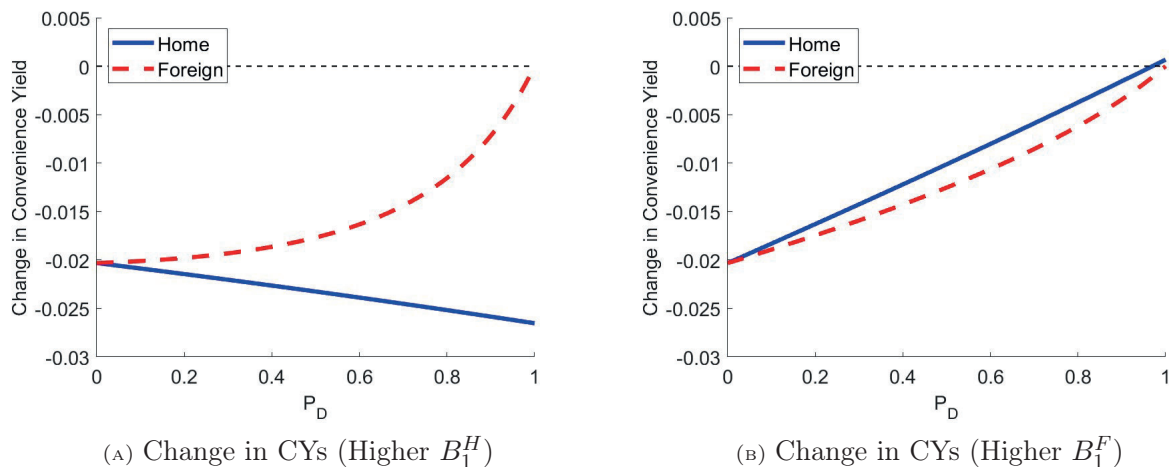 0.005
0
-0.005
-0.01
-0.015
-0.02
-0.025
-0.03
Change in Convenience Yield
Home
Foreign
0 0.2 0.4 0.6 0.8 1
P_D
(A) Change in CYs (Higher B_1^H)
0.005
0
-0.005
-0.01
-0.015
-0.02
-0.025
-0.03
Change in Convenience Yield
Home
Foreign
0 0.2 0.4 0.6 0.8 1
P_D
(B) Change in CYs (Higher B_1^F)